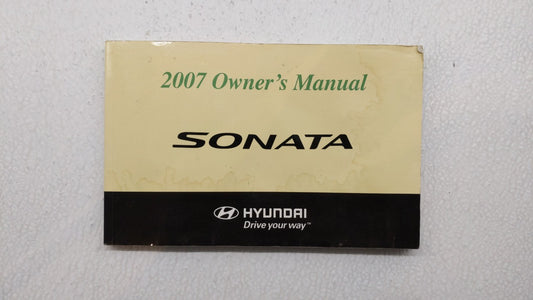 2007 Owner's Manual
SONATA
HYUNDAI
Drive your way™